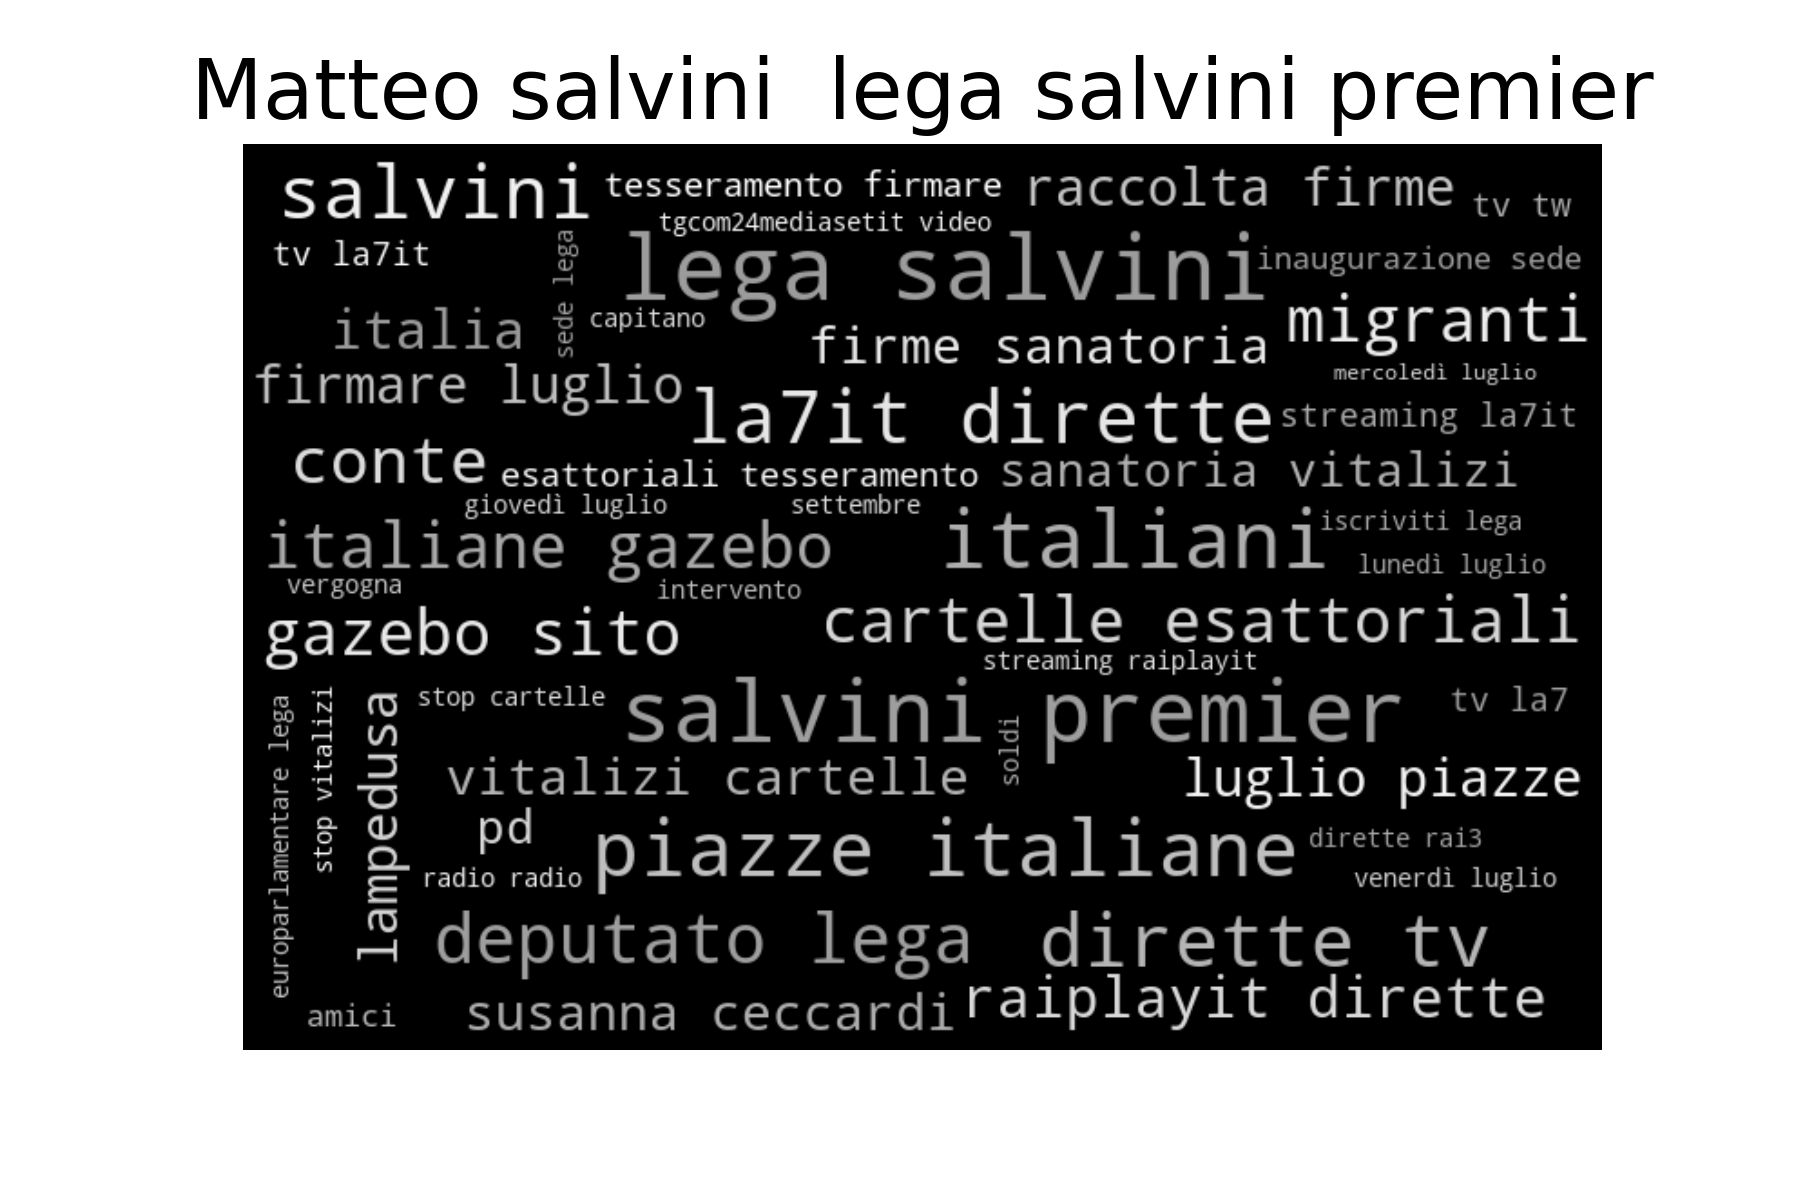 Matteo salvini  lega salvini premier
salvini
tesseramento firmare
raccolta firme
tv tw
tgcom24mediasetit video
tv la7it
sede lega
lega salvini
inaugurazione sede
italia
capitano
migranti
firme sanatoria
mercoledì luglio
firmare luglio
la7it dirette
streaming la7it
conte
esattoriali tesseramento
sanatoria vitalizi
giovedì luglio
settembre
italiane gazebo
italiani
iscriviti lega
lunedì luglio
vergogna
intervento
gazebo sito
cartelle esattoriali
streaming raiplayit
europarlamentare lega
stop vitalizi
lampedusa
stop cartelle
salvini premier
tv la7
soldi
vitalizi cartelle
luglio piazze
pd
piazze italiane
dirette rai3
radio radio
venerdì luglio
deputato lega
dirette tv
amici
susanna ceccardi
raiplayit dirette